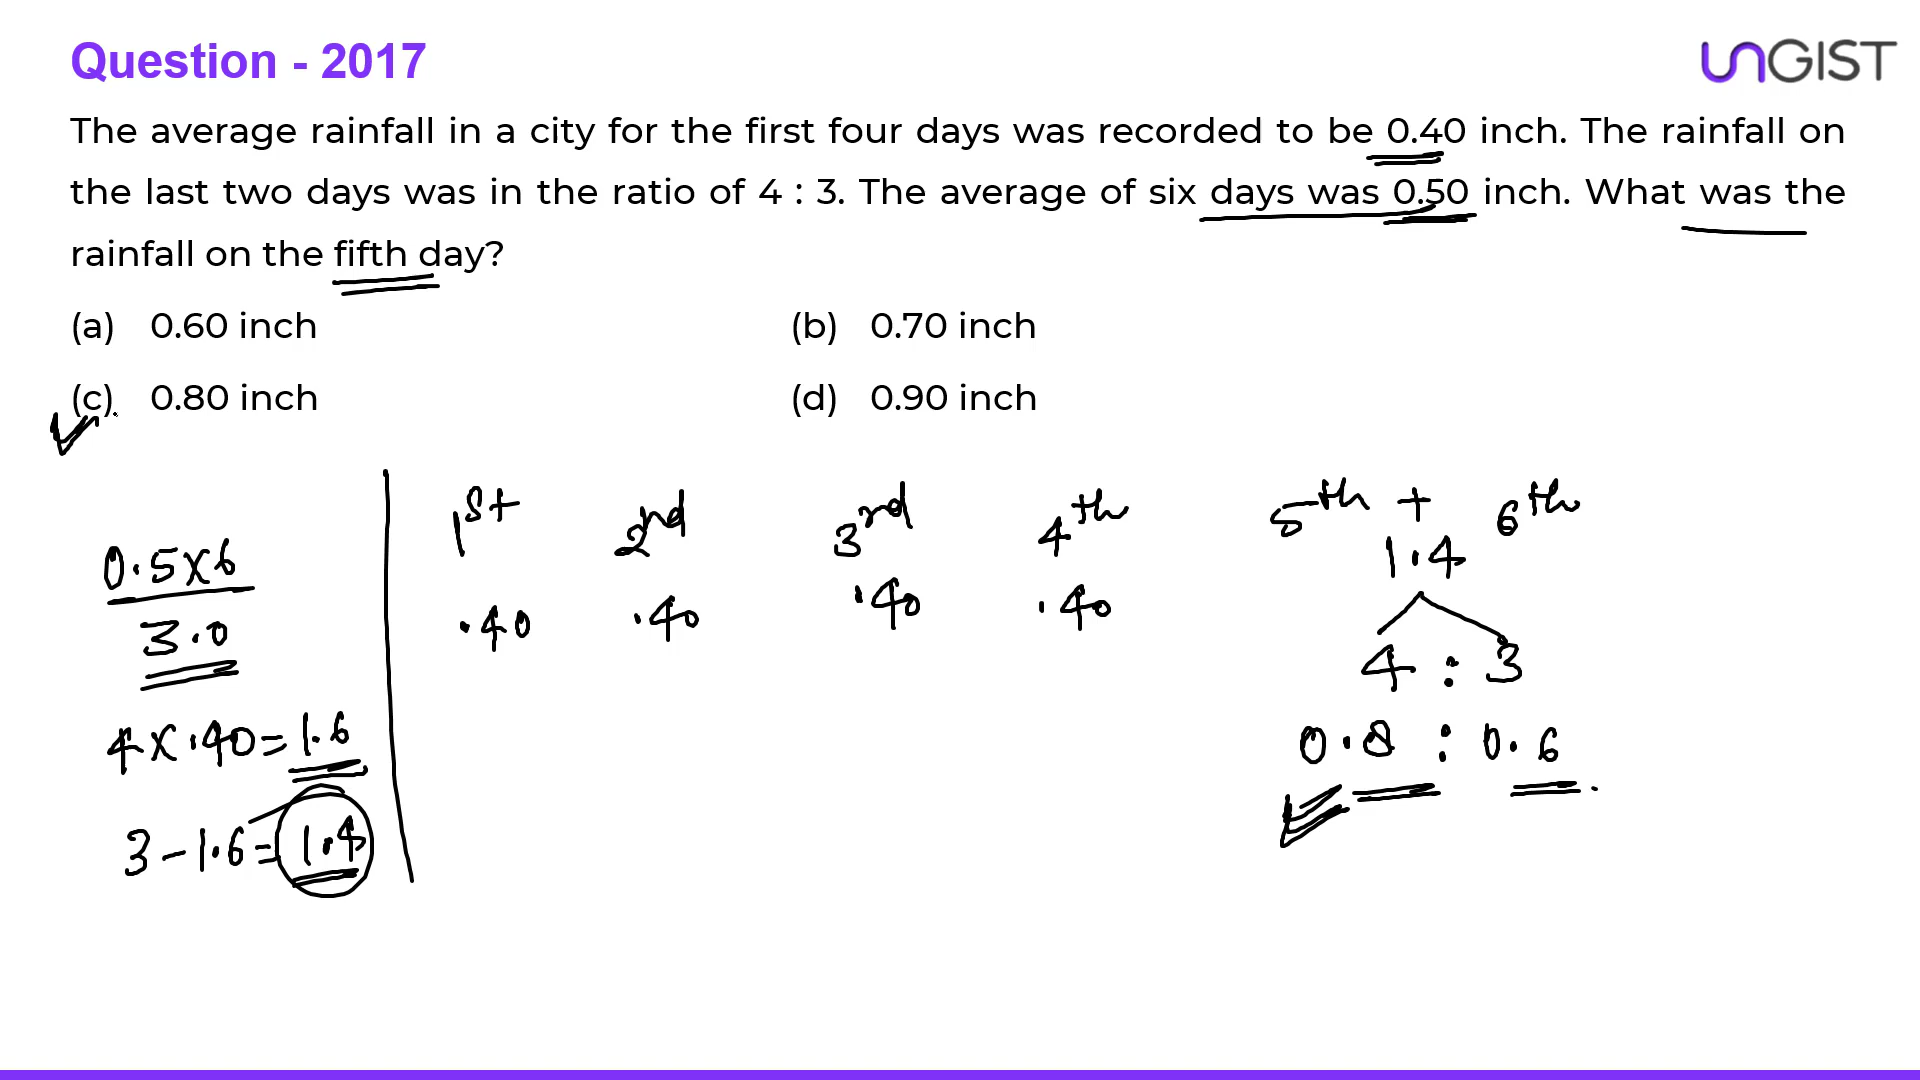 Question - 2017
UNGIST
The average rainfall in a city for the first four days was recorded to be 0.40 inch. The rainfall on
the last two days was in the ratio of 4 : 3. The average of six days was 0.50 inch. What was the
rainfall on the fifth day?
(a) 0.60 inch
(b) 0.70 inch
(c) 0.80 inch
(d) 0.90 inch
1st 2nd 3rd 4th 5th + 6th
1.4
.40 .40 .40 .40
4 : 3
0.8 : 0.6
0.5x6
3.0
4x.40=1.6
3-1.6=1.4